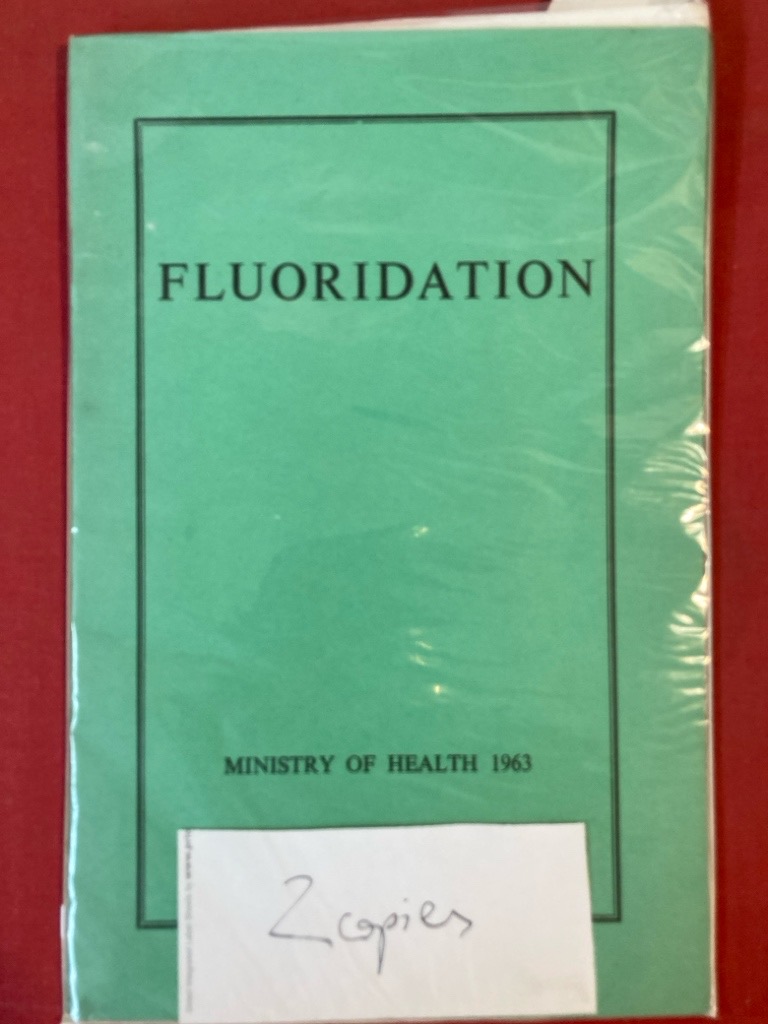 FLUORIDATION
MINISTRY OF HEALTH 1963
2 copies